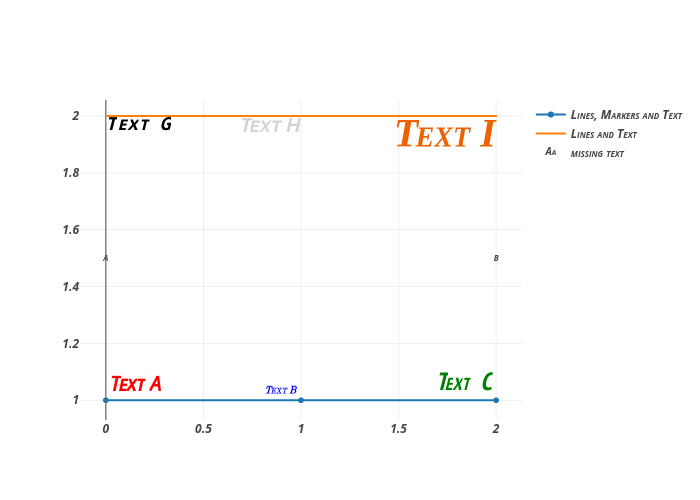 2
Text G
Text H
Text I
Lines, Markers and Text
Lines and Text
Aa missing text
1.8
1.6
A
B
1.4
1.2
Text A
Text B
Text C
1
0 0.5 1 1.5 2